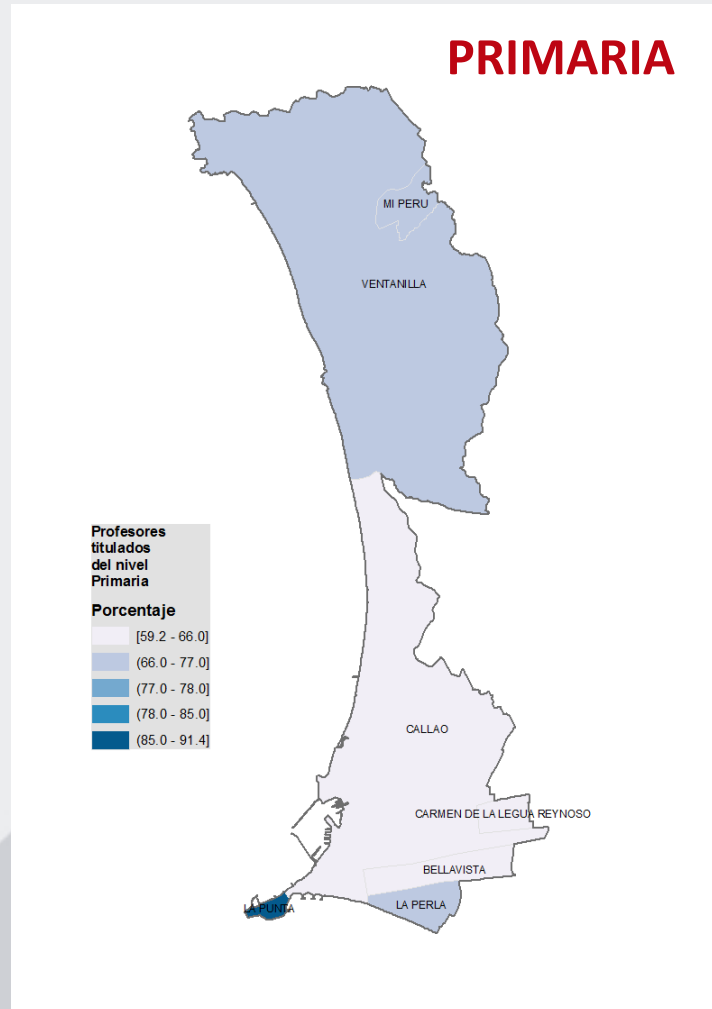 PRIMARIA
MI PERU
VENTANILLA
Profesores
titulados
del nivel
Primaria
Porcentaje
[59.2 - 66.0]
(66.0 - 77.0]
(77.0 - 78.0]
(78.0 - 85.0]
(85.0 - 91.4]
CALLAO
CARMEN DE LA LEGUA REYNOSO
BELLAVISTA
LA PERLA
LA PUNTA